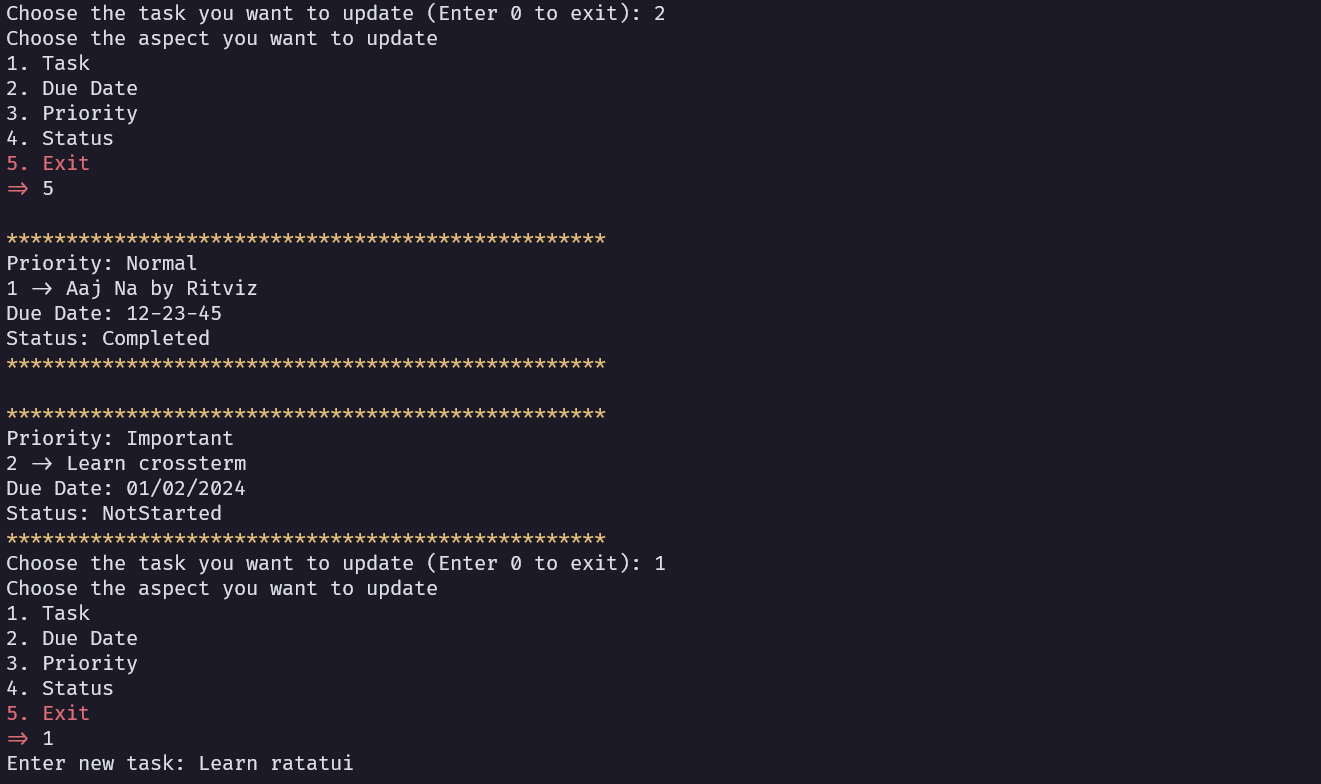 Choose the task you want to update (Enter 0 to exit): 2
Choose the aspect you want to update
1. Task
2. Due Date
3. Priority
4. Status
5. Exit
=> 5
**************************************************
Priority: Normal
1 -> Aaj Na by Ritviz
Due Date: 12-23-45
Status: Completed
**************************************************
**************************************************
Priority: Important
2 -> Learn crossterm
Due Date: 01/02/2024
Status: NotStarted
**************************************************
Choose the task you want to update (Enter 0 to exit): 1
Choose the aspect you want to update
1. Task
2. Due Date
3. Priority
4. Status
5. Exit
=> 1
Enter new task: Learn ratatui